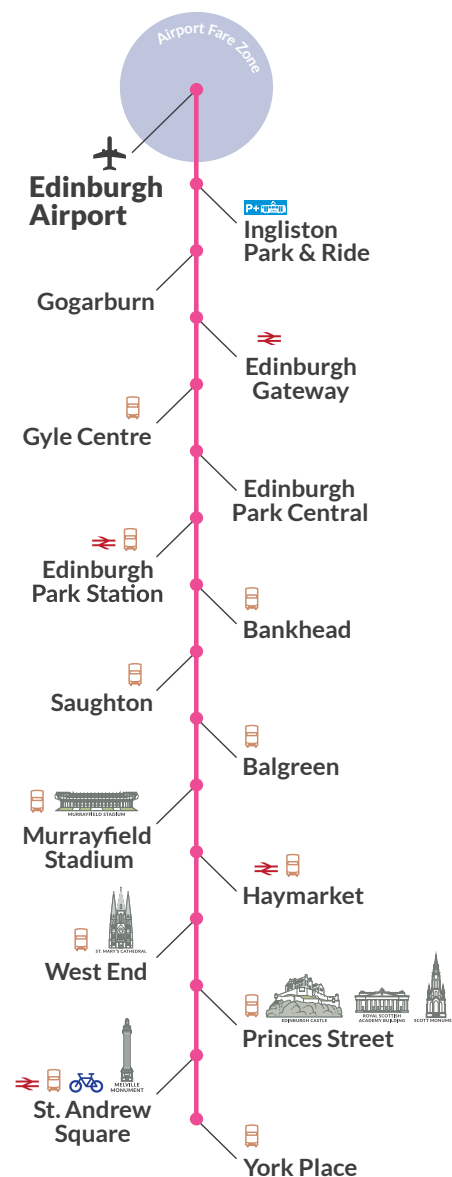 Airport Fare Zone
Edinburgh
Airport
P+
Ingliston
Park & Ride
Gogarburn
Edinburgh
Gateway
Gyle Centre
Edinburgh
Park Central
Edinburgh
Park Station
Bankhead
Saughton
Balgreen
MURRAYFIELD STADIUM
Murrayfield
Stadium
Haymarket
ST. MARY'S CATHEDRAL
West End
EDINBURGH CASTLE
ROYAL SCOTTISH
ACADEMY BUILDING
SCOTT MONUMS
Princes Street
MELVILLE
MONUMENT
St. Andrew
Square
York Place